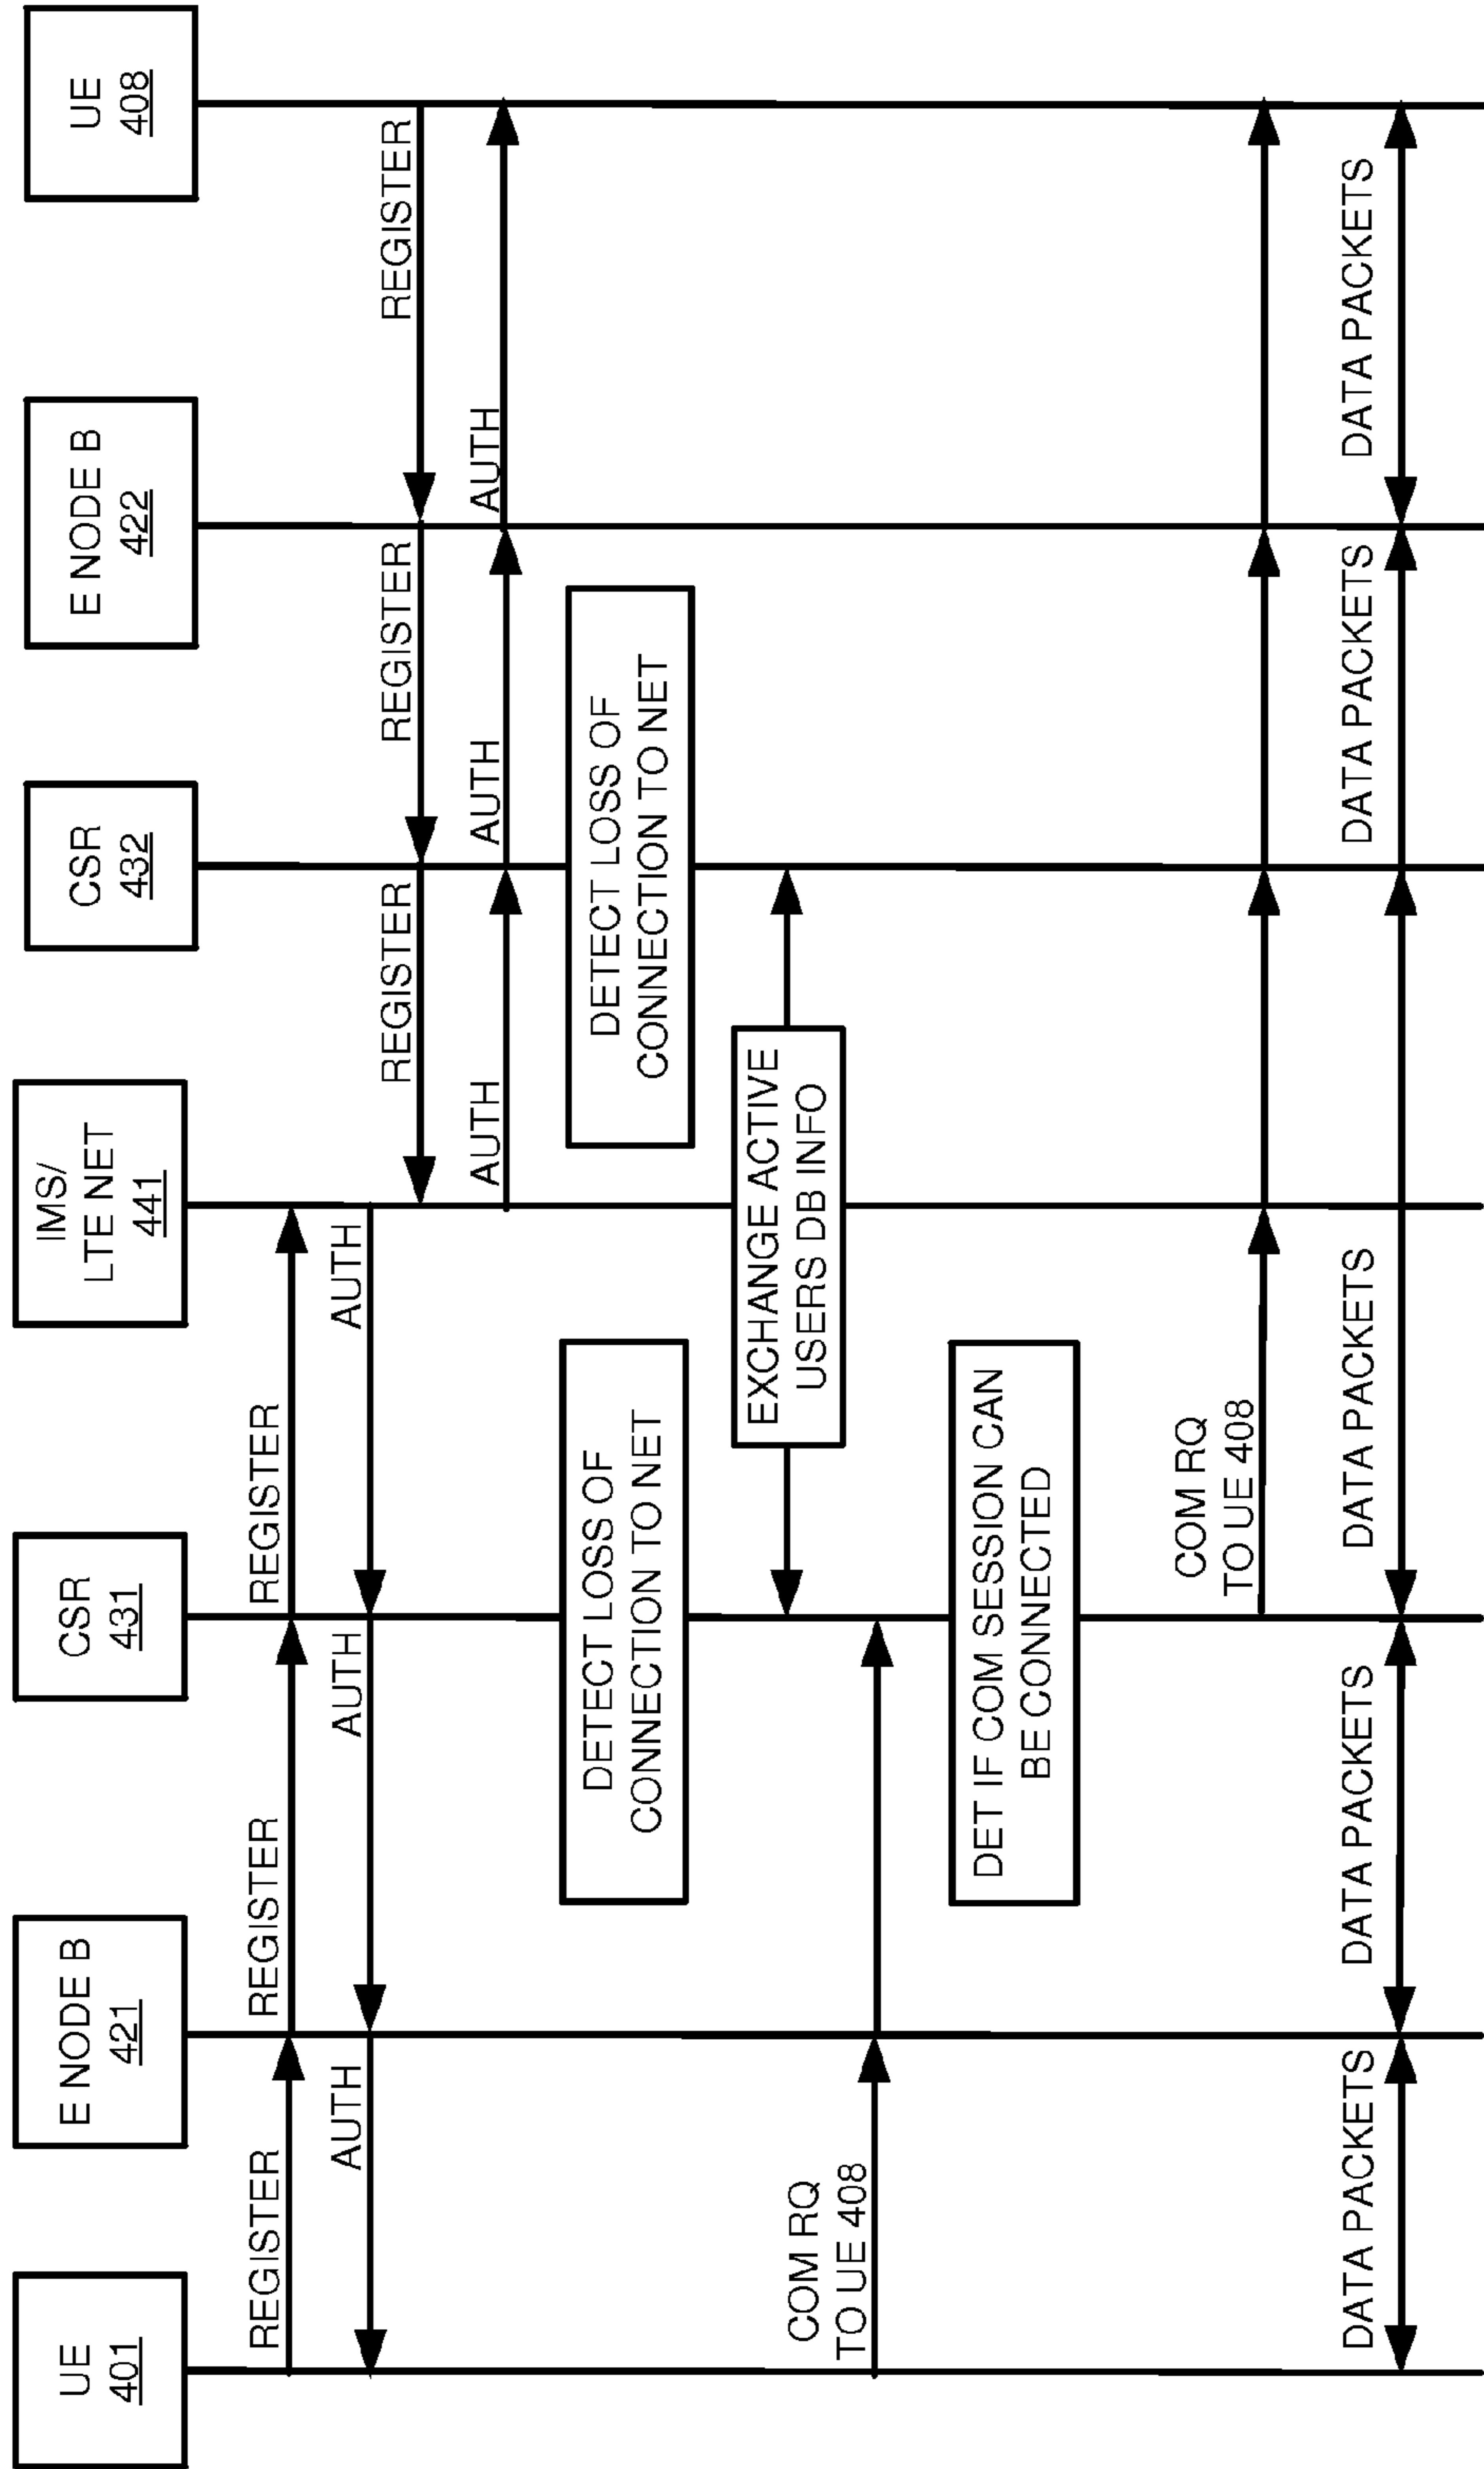 UE
401
E NODE B
421
CSR
431
IMS/
LTE NET
441
CSR
432
E NODE B
422
UE
408
REGISTER
REGISTER
REGISTER
AUTH
AUTH
AUTH
REGISTER
REGISTER
REGISTER
AUTH
AUTH
AUTH
DETECT LOSS OF
CONNECTION TO NET
DETECT LOSS OF
CONNECTION TO NET
EXCHANGE ACTIVE
USERS DB INFO
COM RQ
TO UE 408
DET IF COM SESSION CAN
BE CONNECTED
COM RQ
TO UE 408
DATA PACKETS
DATA PACKETS
DATA PACKETS
DATA PACKETS
DATA PACKETS